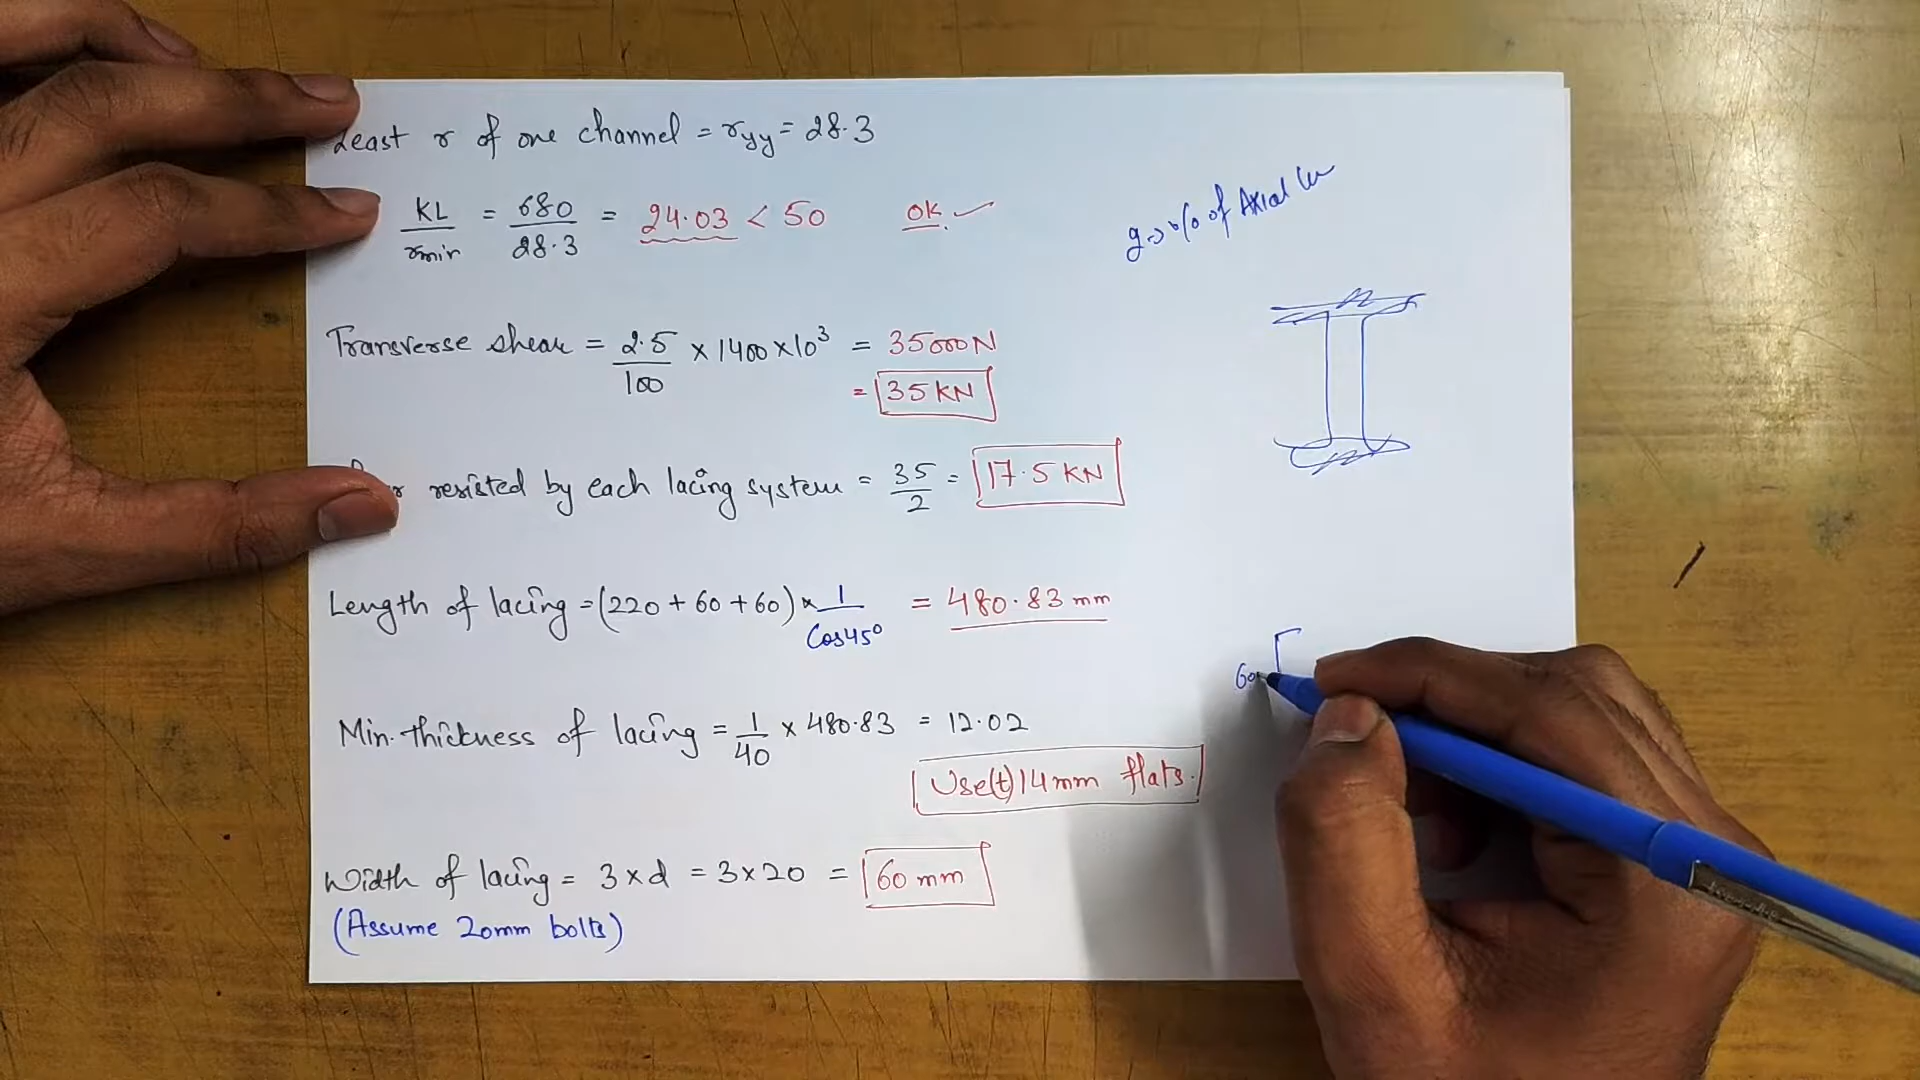 Least r of one channel = ryy = 28.3
KL/rmin = 680/28.3 = 24.03 < 50 OK. ✓
of Axial
Transverse shear = 2.5/100 × 1400 × 10³ = 35000N
= 35 KN
resisted by each lacing system = 35/2 = 17.5 KN
Length of lacing = (220 + 60 + 60) × 1/Cos45° = 480.83 mm
60
Min. thickness of lacing = 1/40 × 480.83 = 12.02
Use(t) 14mm flats.
Width of lacing = 3 × d = 3 × 20 = 60 mm
(Assume 20mm bolts)